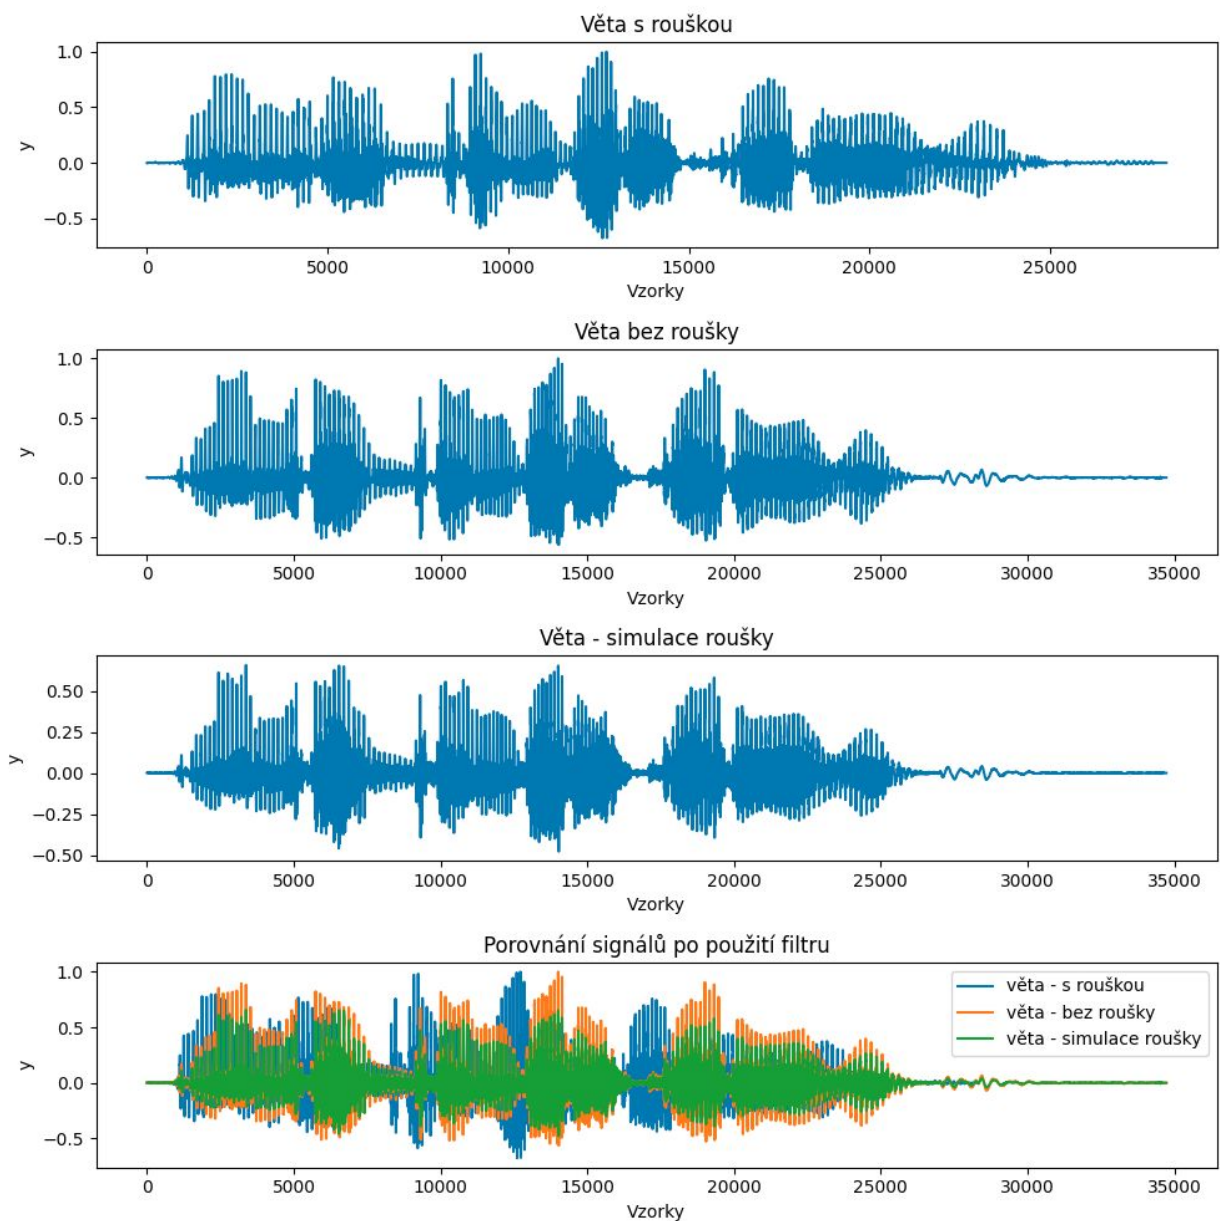 Věta s rouškou
1.0
0.5
0.0
−0.5
y
0 5000 10000 15000 20000 25000
Vzorky
Věta bez roušky
1.0
0.5
0.0
−0.5
y
0 5000 10000 15000 20000 25000 30000 35000
Vzorky
Věta - simulace roušky
0.50
0.25
0.00
−0.25
−0.50
y
0 5000 10000 15000 20000 25000 30000 35000
Vzorky
Porovnání signálů po použití filtru
1.0
0.5
0.0
−0.5
y
věta - s rouškou
věta - bez roušky
věta - simulace roušky
0 5000 10000 15000 20000 25000 30000 35000
Vzorky